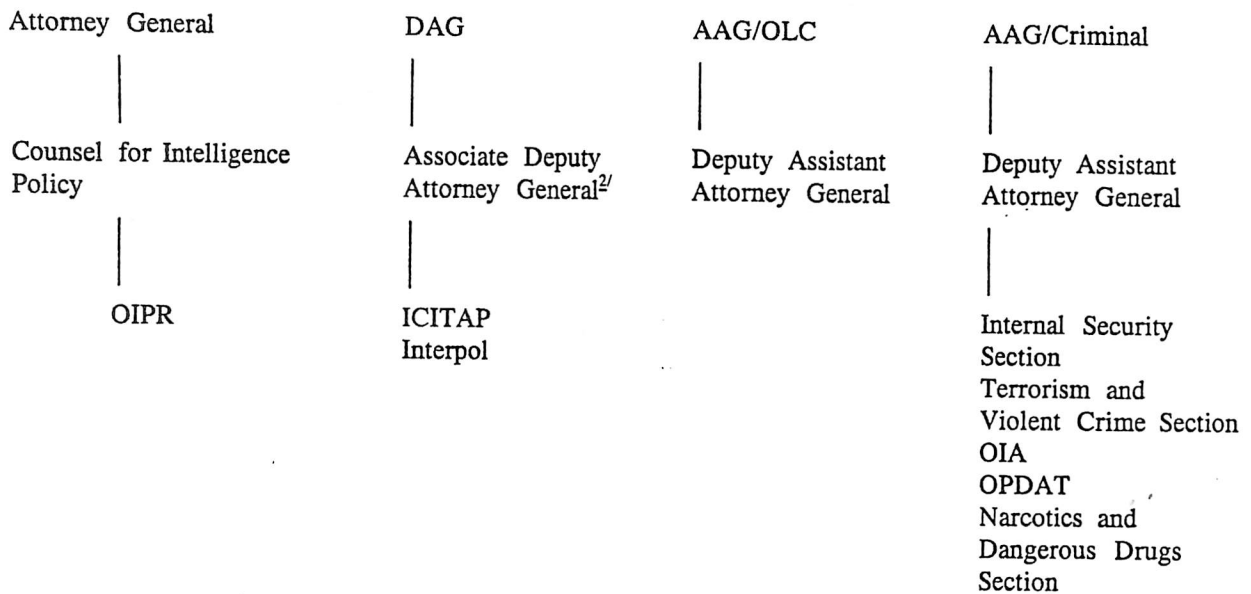 Attorney General
DAG
AAG/OLC
AAG/Criminal
Counsel for Intelligence
Policy
Associate Deputy
Attorney General2/
Deputy Assistant
Attorney General
Deputy Assistant
Attorney General
OIPR
ICITAP
Interpol
Internal Security
Section
Terrorism and
Violent Crime Section
OIA
OPDAT
Narcotics and
Dangerous Drugs
Section